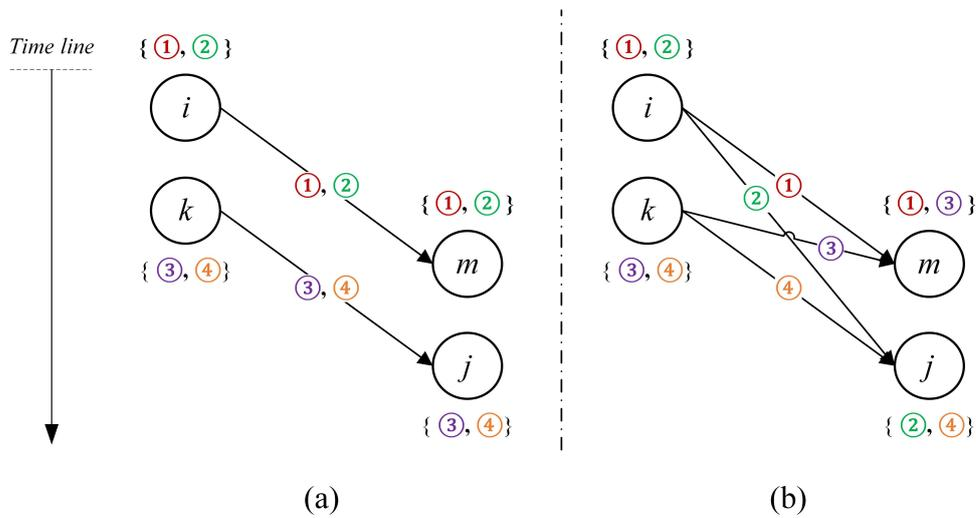 Time line
{ ①, ② }
i
①, ②
k
{ ③, ④}
③, ④
{ ①, ② }
m
j
{ ③, ④}
(a)
{ ①, ② }
i
①
②
k
{ ③, ④}
③
④
{ ①, ③ }
m
j
{ ②, ④}
(b)